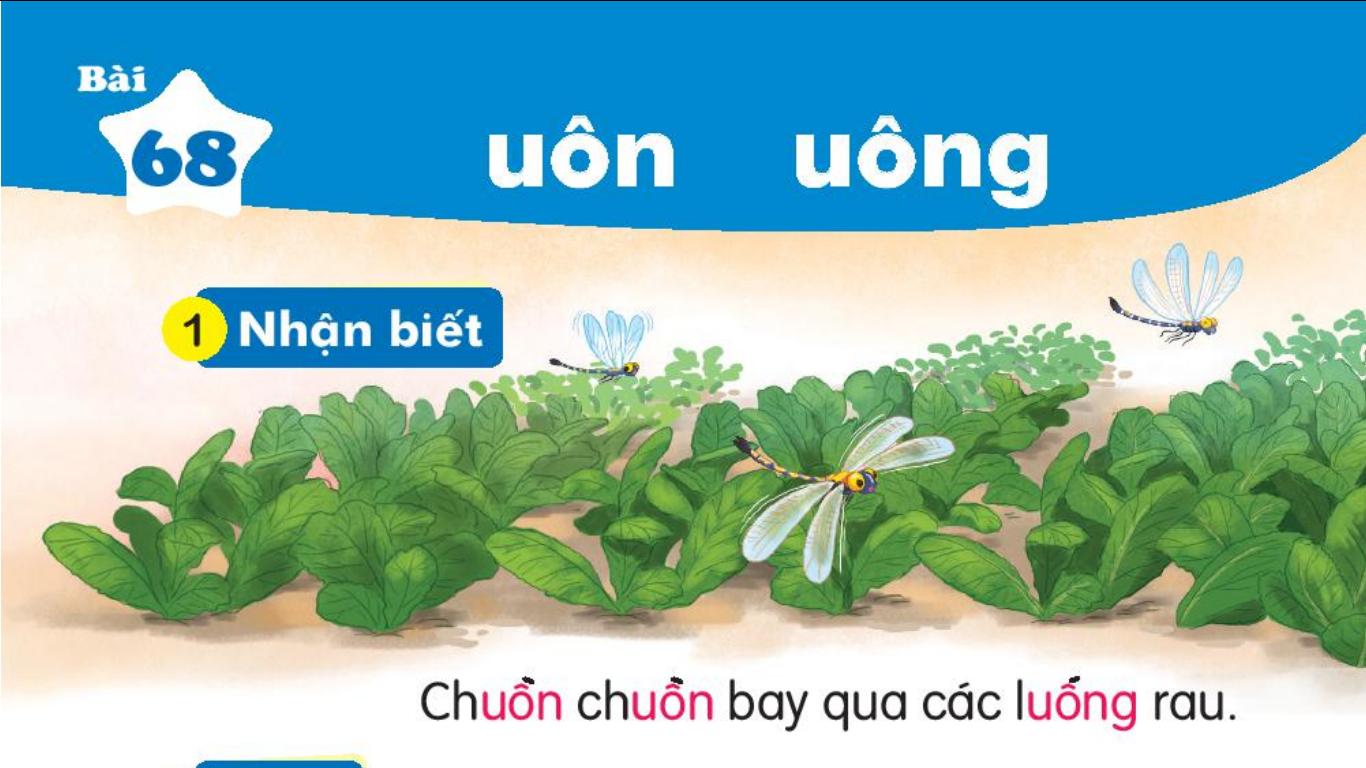 Bài
68
uôn uông
1 Nhận biết
Chuồn chuồn bay qua các luống rau.